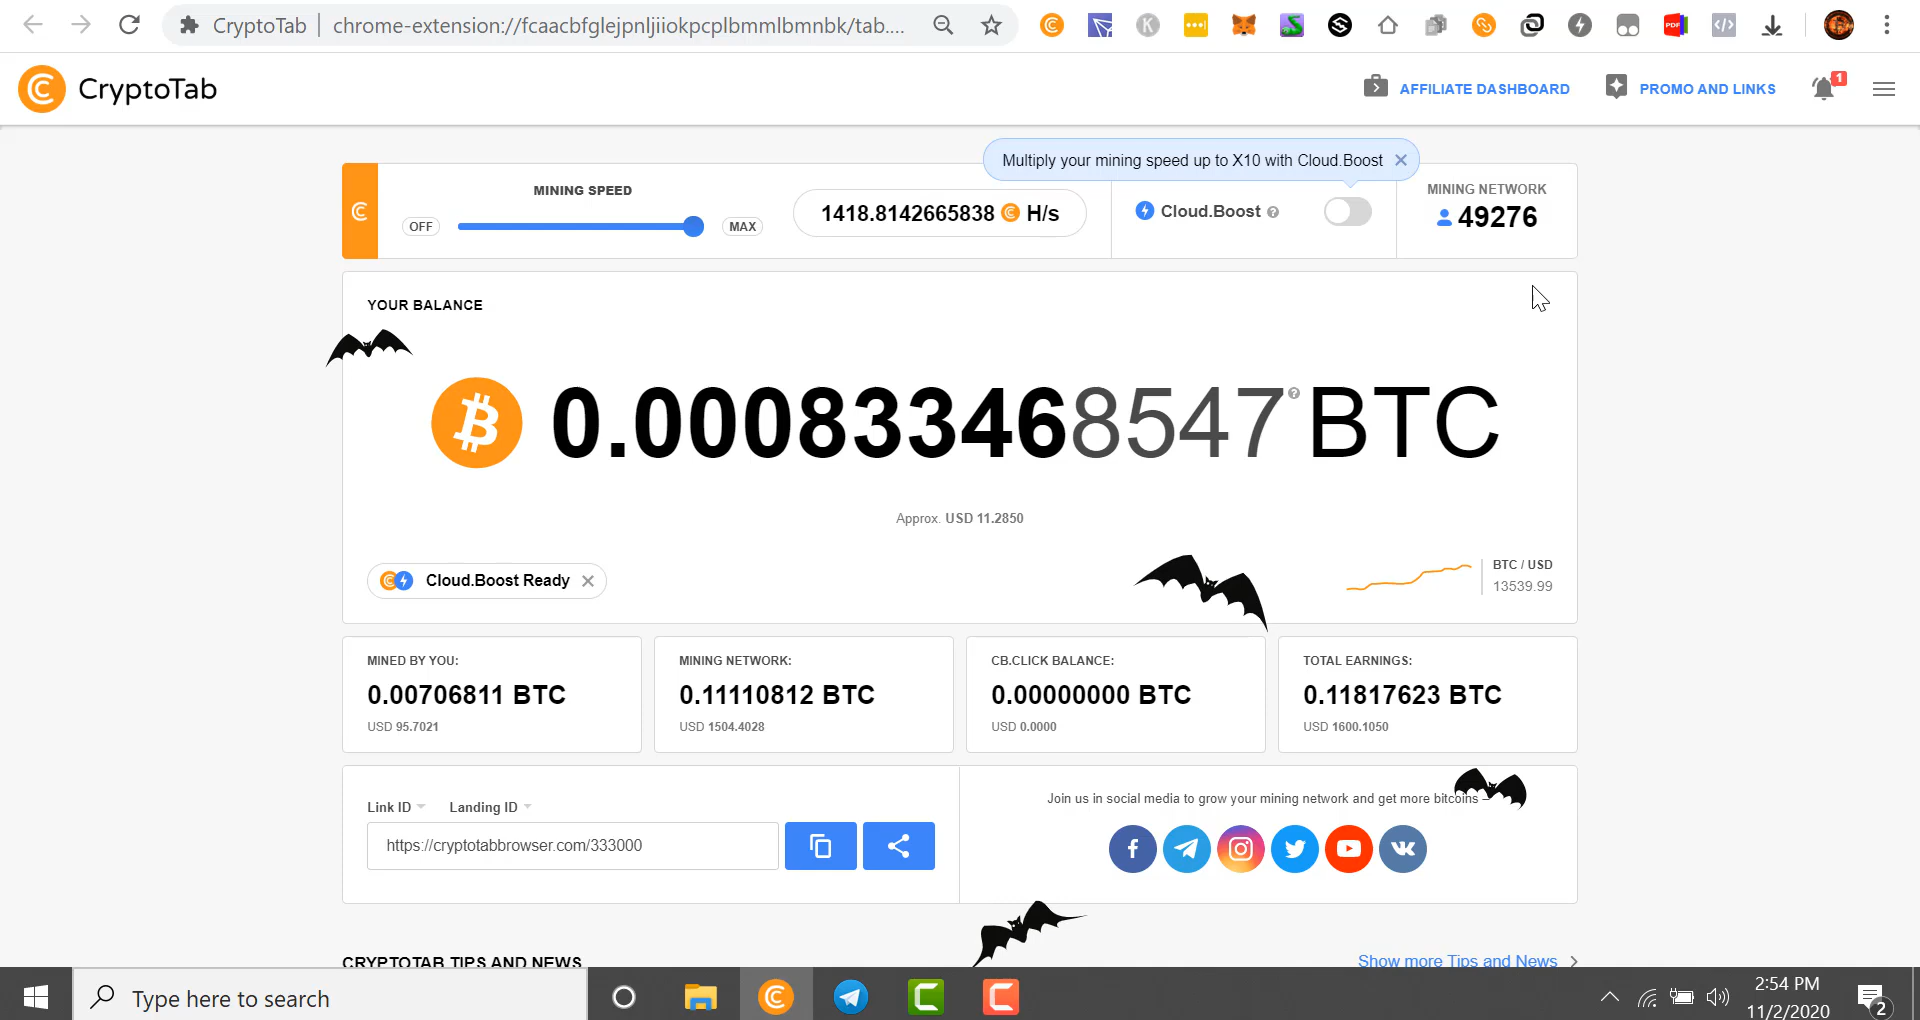 CryptoTab | chrome-extension://fcaacbfglejpnljiiokpcplbmmlbmnbk/tab....
CryptoTab
AFFILIATE DASHBOARD
PROMO AND LINKS
1
Multiply your mining speed up to X10 with Cloud.Boost
MINING SPEED
OFF
MAX
1418.8142665838 H/s
Cloud.Boost
MINING NETWORK
49276
YOUR BALANCE
0.000833468547 BTC
Approx. USD 11.2850
Cloud.Boost Ready
BTC / USD
13539.99
MINED BY YOU:
0.00706811 BTC
USD 95.7021
MINING NETWORK:
0.11110812 BTC
USD 1504.4028
CB.CLICK BALANCE:
0.00000000 BTC
USD 0.0000
TOTAL EARNINGS:
0.11817623 BTC
USD 1600.1050
Link ID
Landing ID
https://cryptotabbrowser.com/333000
Join us in social media to grow your mining network and get more bitcoins –
CRYPTOTAB TIPS AND NEWS
Show more Tips and News
Type here to search
2:54 PM
11/2/2020
2